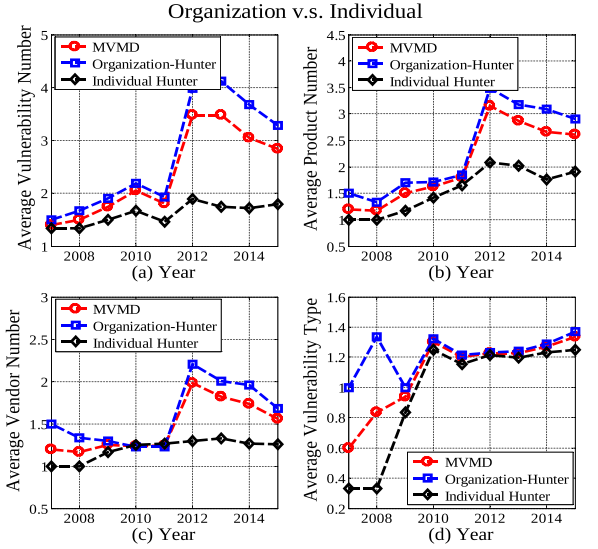 Organization v.s. Individual
5
4
3
2
1
Average Vulnerability Number
MVMD
Organization-Hunter
Individual Hunter
2008 2010 2012 2014
(a) Year
4.5
4
3.5
3
2.5
2
1.5
1
0.5
Average Product Number
MVMD
Organization-Hunter
Individual Hunter
2008 2010 2012 2014
(b) Year
3
2.5
2
1.5
1
0.5
Average Vendor Number
MVMD
Organization-Hunter
Individual Hunter
2008 2010 2012 2014
(c) Year
1.6
1.4
1.2
1
0.8
0.6
0.4
0.2
Average Vulnerability Type
MVMD
Organization-Hunter
Individual Hunter
2008 2010 2012 2014
(d) Year